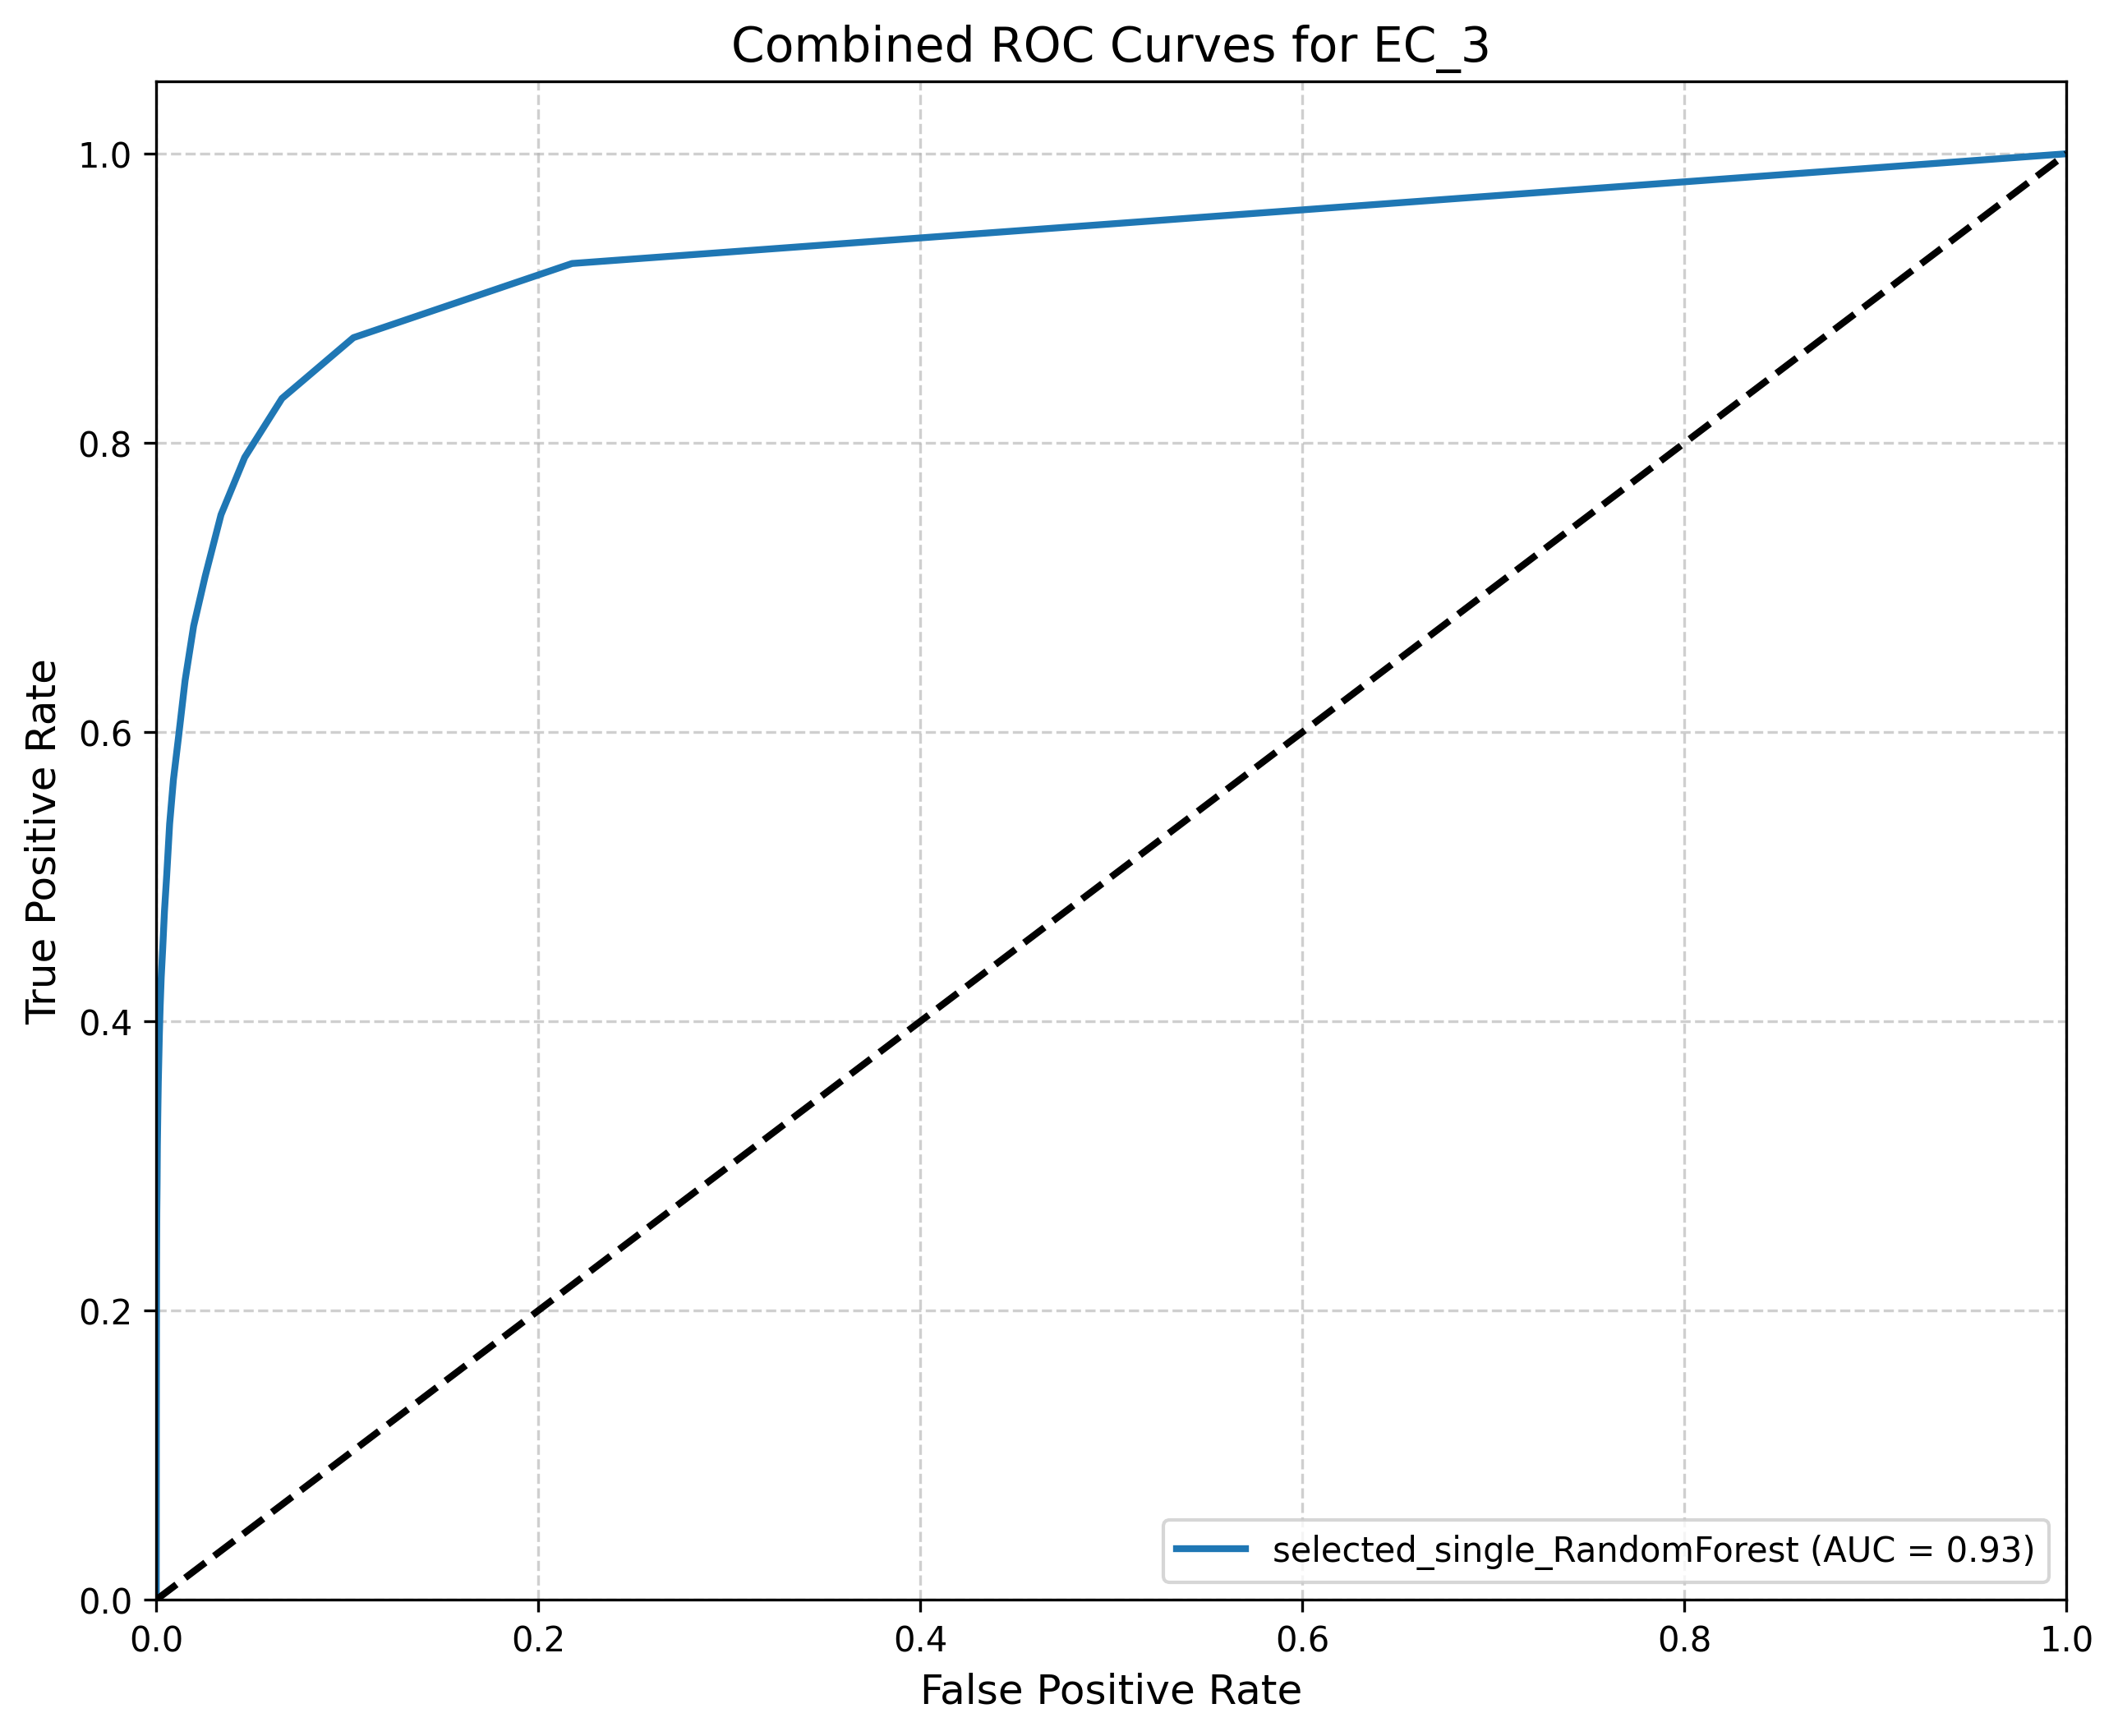 Combined ROC Curves for EC_3
True Positive Rate
1.0
0.8
0.6
0.4
0.2
0.0
0.0 0.2 0.4 0.6 0.8 1.0
False Positive Rate
selected_single_RandomForest (AUC = 0.93)